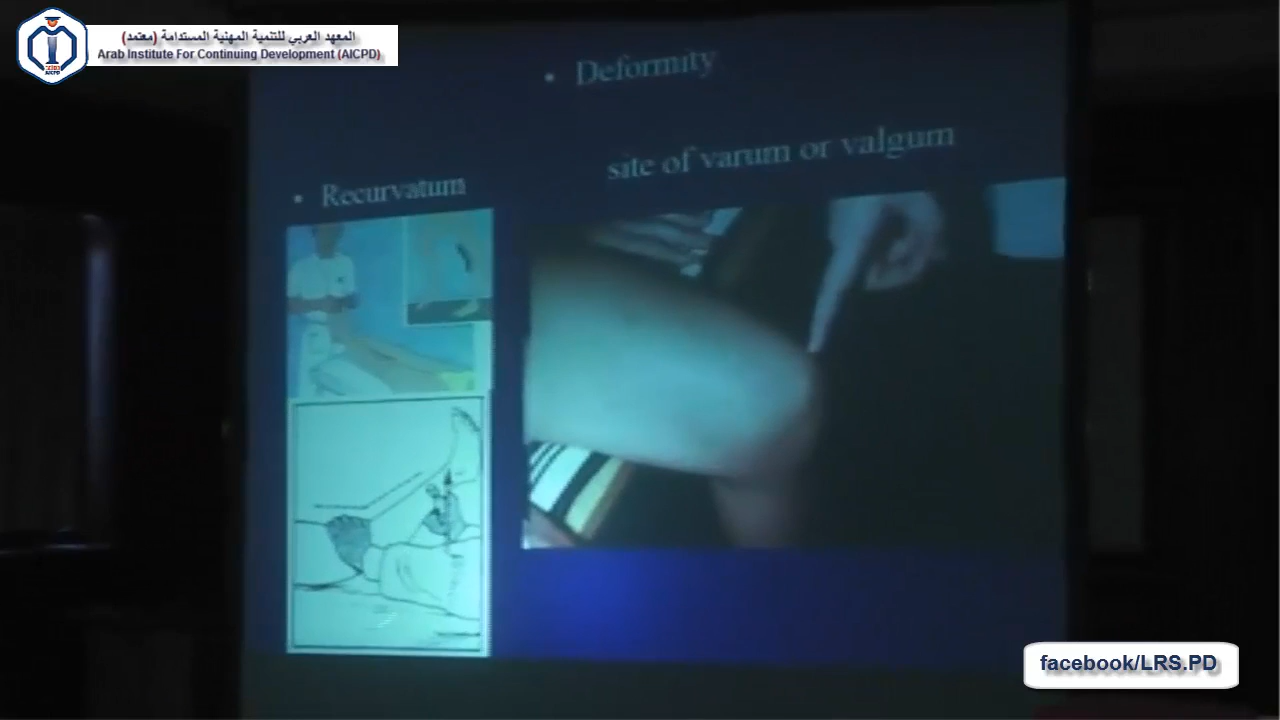 المعهد العربي للتنمية المهنية المستدامة (معتمد)
Arab Institute For Continuing Development (AICPD)
AICPD
• Deformity
site of varum or valgum
• Recurvatum
facebook/LRS.PD